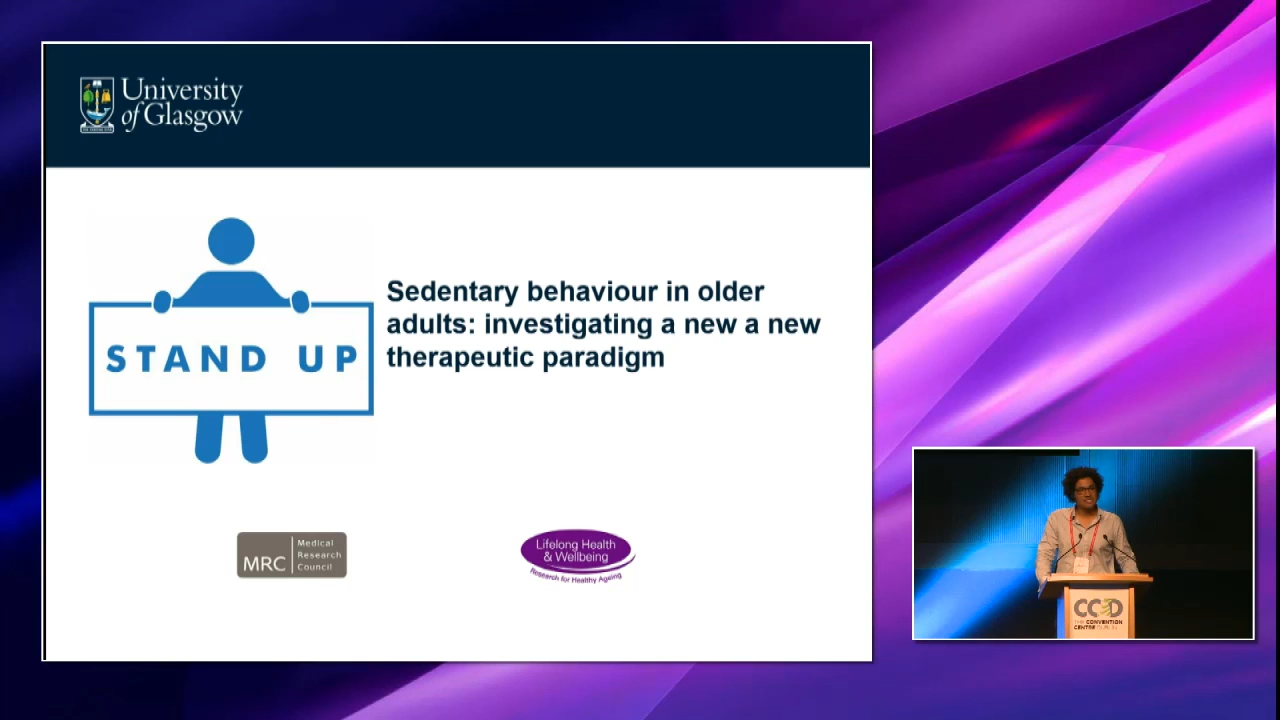 University
of Glasgow
STAND UP
Sedentary behaviour in older
adults: investigating a new a new
therapeutic paradigm
MRC
Medical
Research
Council
Lifelong Health
& Wellbeing
Research for Healthy Ageing
THE CONVENTION
CENTRE DUBLIN